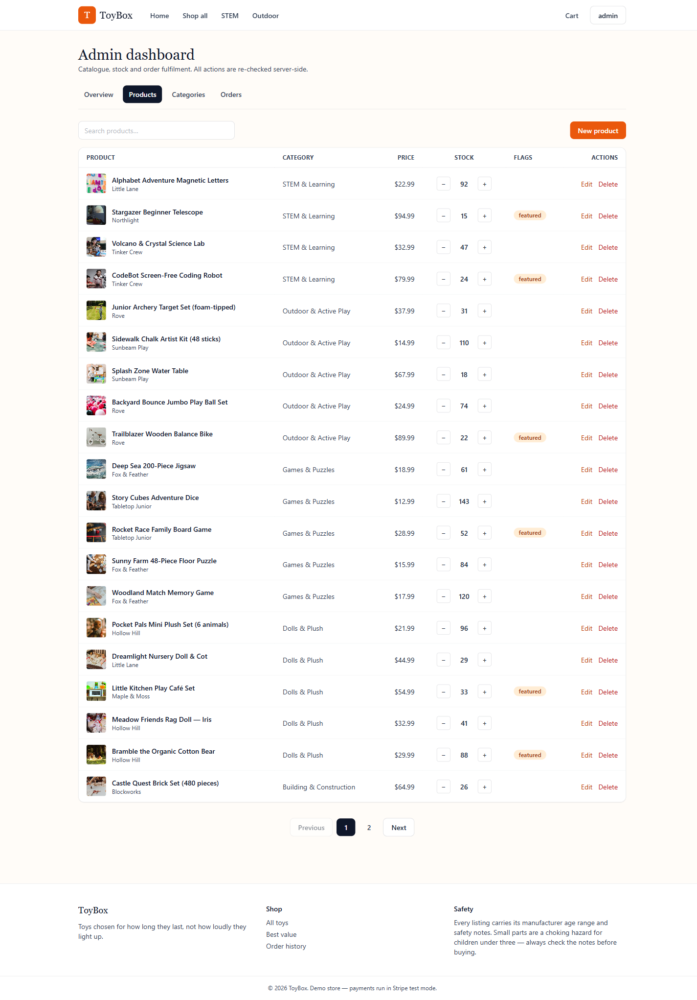 T ToyBox Home Shop all STEM Outdoor Cart admin
Admin dashboard
Catalogue, stock and order fulfilment. All actions are re-checked server-side.
Overview Products Categories Orders
Search products... New product
PRODUCT CATEGORY PRICE STOCK FLAGS ACTIONS
Alphabet Adventure Magnetic Letters
Little Lane
STEM & Learning $22.99 − 92 + Edit Delete
Stargazer Beginner Telescope
Northlight
STEM & Learning $94.99 − 15 + featured Edit Delete
Volcano & Crystal Science Lab
Tinker Crew
STEM & Learning $32.99 − 47 + Edit Delete
CodeBot Screen-Free Coding Robot
Tinker Crew
STEM & Learning $79.99 − 24 + featured Edit Delete
Junior Archery Target Set (foam-tipped)
Rove
Outdoor & Active Play $37.99 − 31 + Edit Delete
Sidewalk Chalk Artist Kit (48 sticks)
Sunbeam Play
Outdoor & Active Play $14.99 − 110 + Edit Delete
Splash Zone Water Table
Sunbeam Play
Outdoor & Active Play $67.99 − 18 + Edit Delete
Backyard Bounce Jumbo Play Ball Set
Rove
Outdoor & Active Play $24.99 − 74 + Edit Delete
Trailblazer Wooden Balance Bike
Rove
Outdoor & Active Play $89.99 − 22 + featured Edit Delete
Deep Sea 200-Piece Jigsaw
Fox & Feather
Games & Puzzles $18.99 − 61 + Edit Delete
Story Cubes Adventure Dice
Tabletop Junior
Games & Puzzles $12.99 − 143 + Edit Delete
Rocket Race Family Board Game
Tabletop Junior
Games & Puzzles $28.99 − 52 + featured Edit Delete
Sunny Farm 48-Piece Floor Puzzle
Fox & Feather
Games & Puzzles $15.99 − 84 + Edit Delete
Woodland Match Memory Game
Fox & Feather
Games & Puzzles $17.99 − 120 + Edit Delete
Pocket Pals Mini Plush Set (6 animals)
Hollow Hill
Dolls & Plush $21.99 − 96 + Edit Delete
Dreamlight Nursery Doll & Cot
Little Lane
Dolls & Plush $44.99 − 29 + Edit Delete
Little Kitchen Play Café Set
Maple & Moss
Dolls & Plush $54.99 − 33 + featured Edit Delete
Meadow Friends Rag Doll — Iris
Hollow Hill
Dolls & Plush $32.99 − 41 + Edit Delete
Bramble the Organic Cotton Bear
Hollow Hill
Dolls & Plush $29.99 − 88 + featured Edit Delete
Castle Quest Brick Set (480 pieces)
Blockworks
Building & Construction $64.99 − 26 + Edit Delete
Previous 1 2 Next
ToyBox
Toys chosen for how long they last, not how loudly they
light up.
Shop
All toys
Best value
Order history
Safety
Every listing carries its manufacturer age range and
safety notes. Small parts are a choking hazard for
children under three — always check the notes before
buying.
© 2026 ToyBox. Demo store — payments run in Stripe test mode.